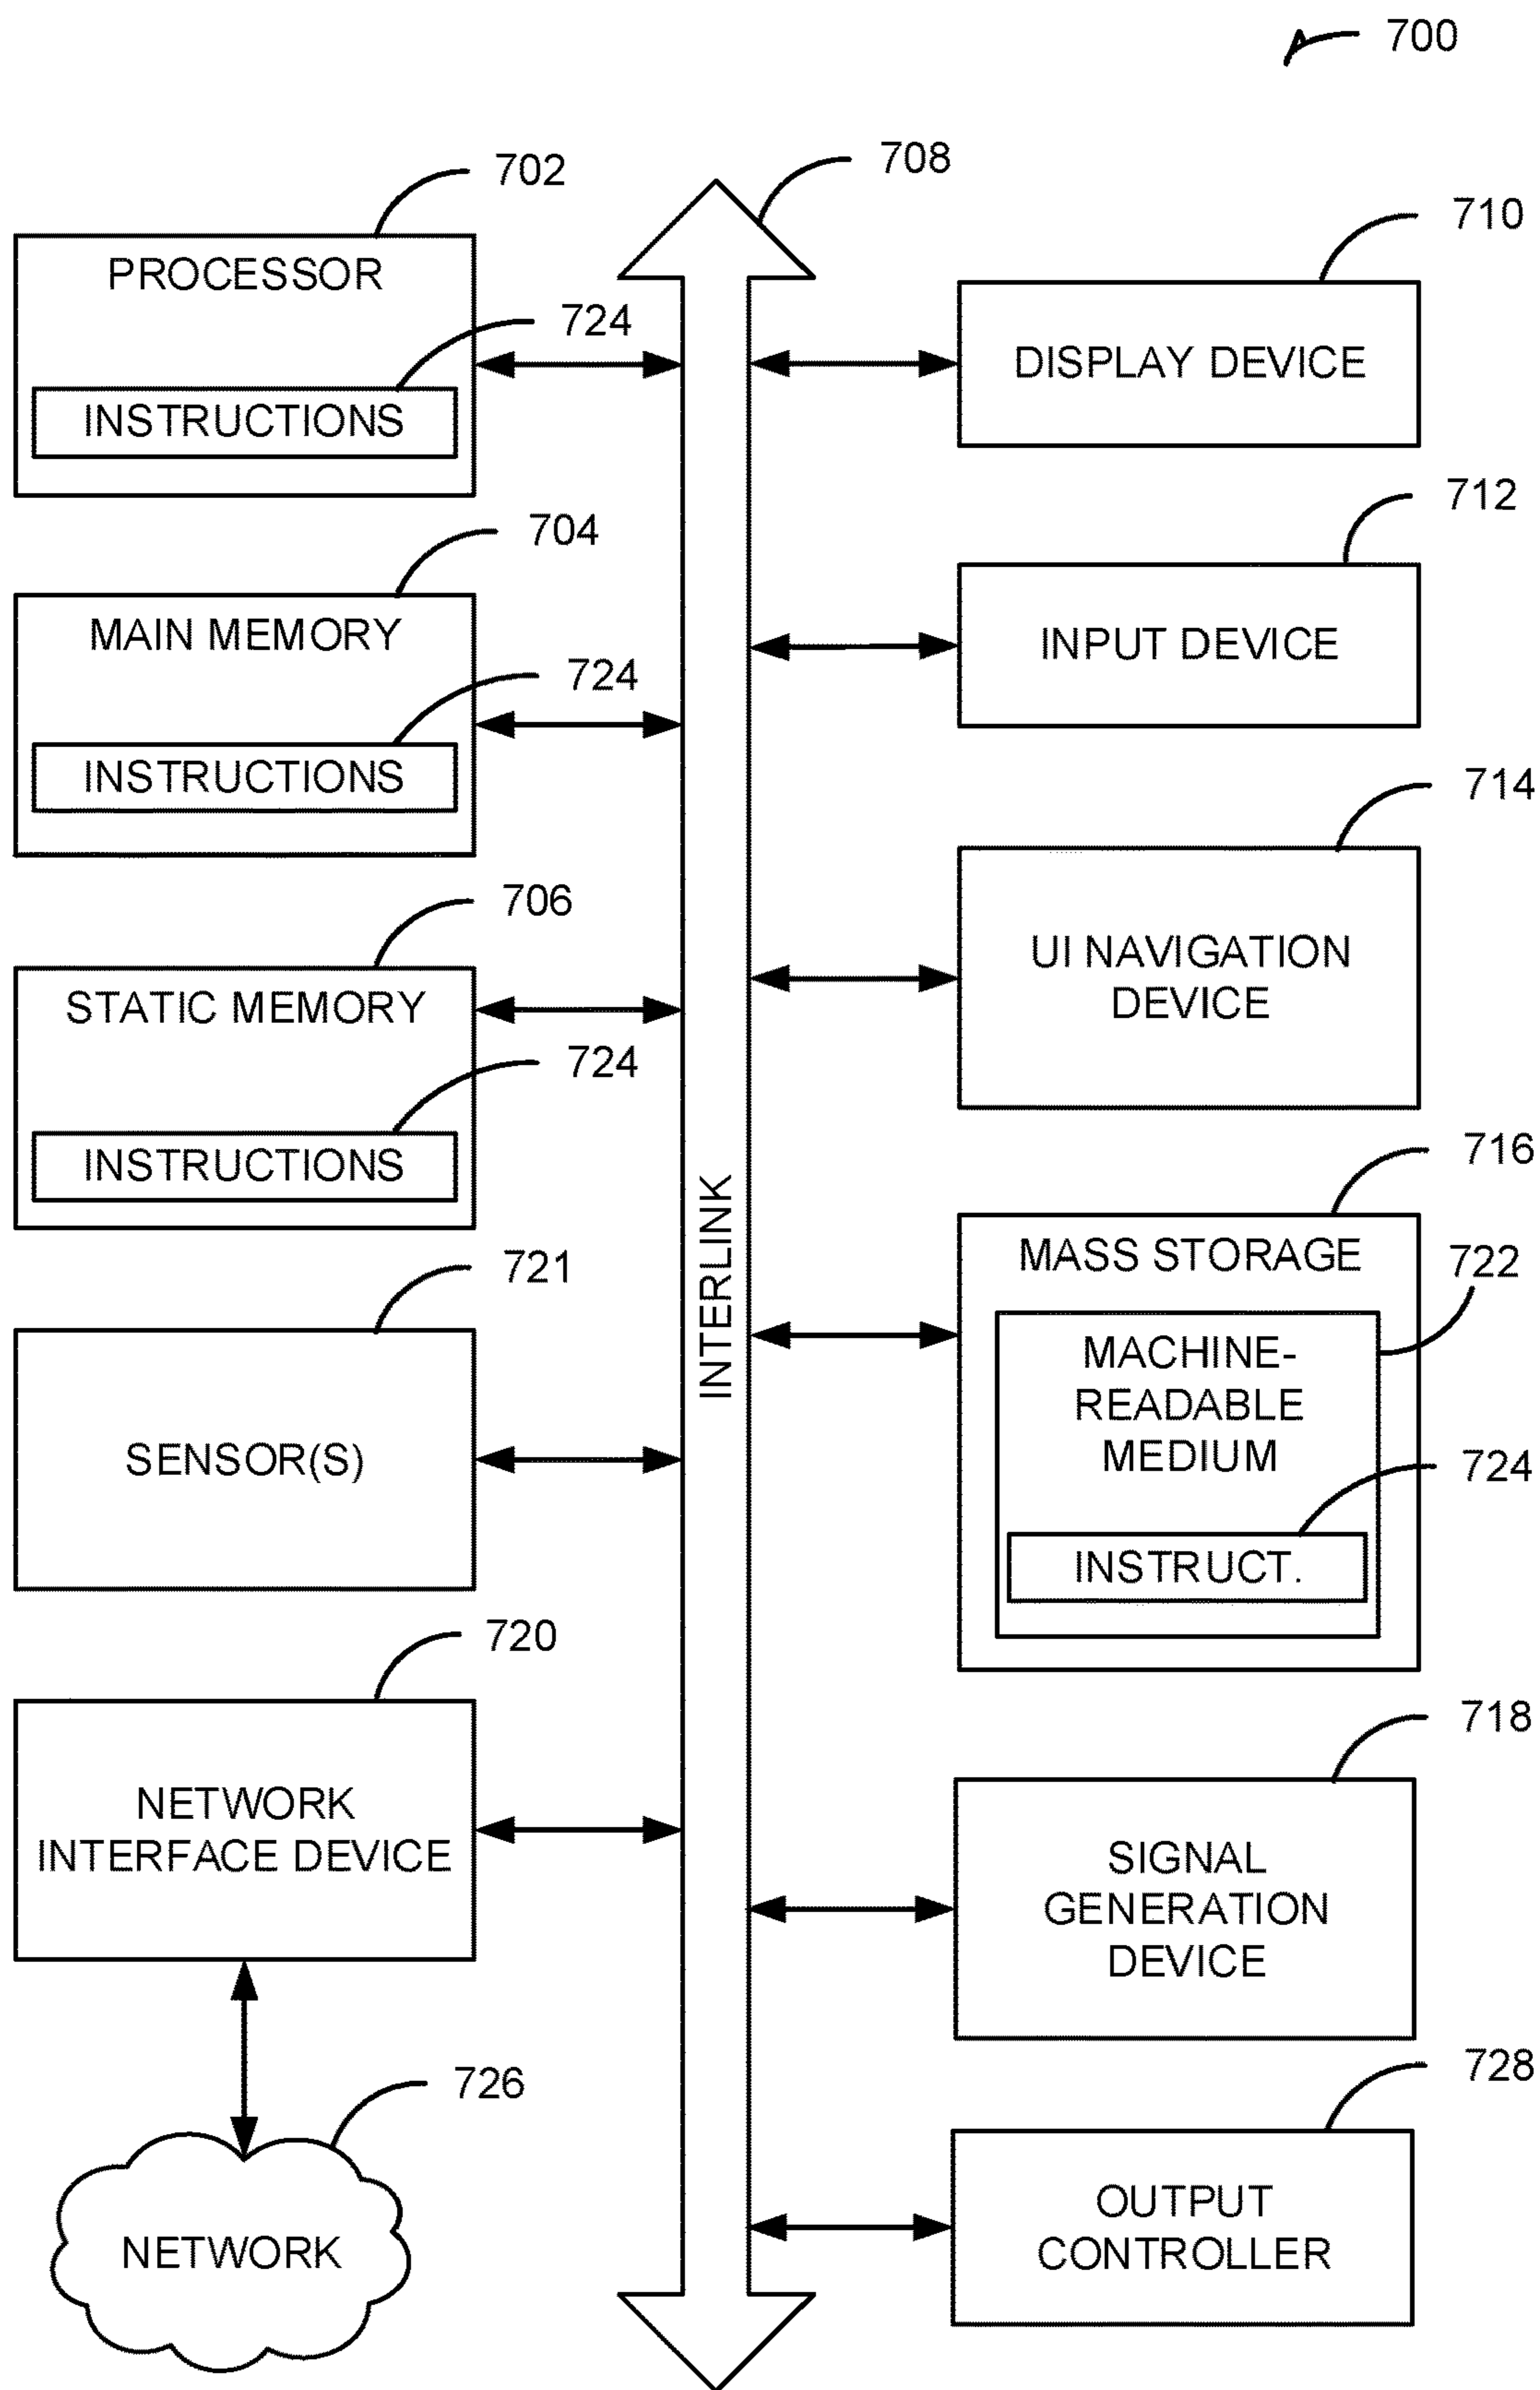 700
702
PROCESSOR
724
INSTRUCTIONS
704
MAIN MEMORY
724
INSTRUCTIONS
706
STATIC MEMORY
724
INSTRUCTIONS
721
SENSOR(S)
720
NETWORK
INTERFACE DEVICE
726
NETWORK
708
INTERLINK
710
DISPLAY DEVICE
712
INPUT DEVICE
714
UI NAVIGATION
DEVICE
716
MASS STORAGE
722
MACHINE-
READABLE
MEDIUM
724
INSTRUCT.
718
SIGNAL
GENERATION
DEVICE
728
OUTPUT
CONTROLLER